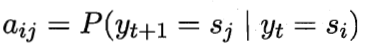 a_{ij} = P(y_{t+1} = s_j | y_t = s_i)